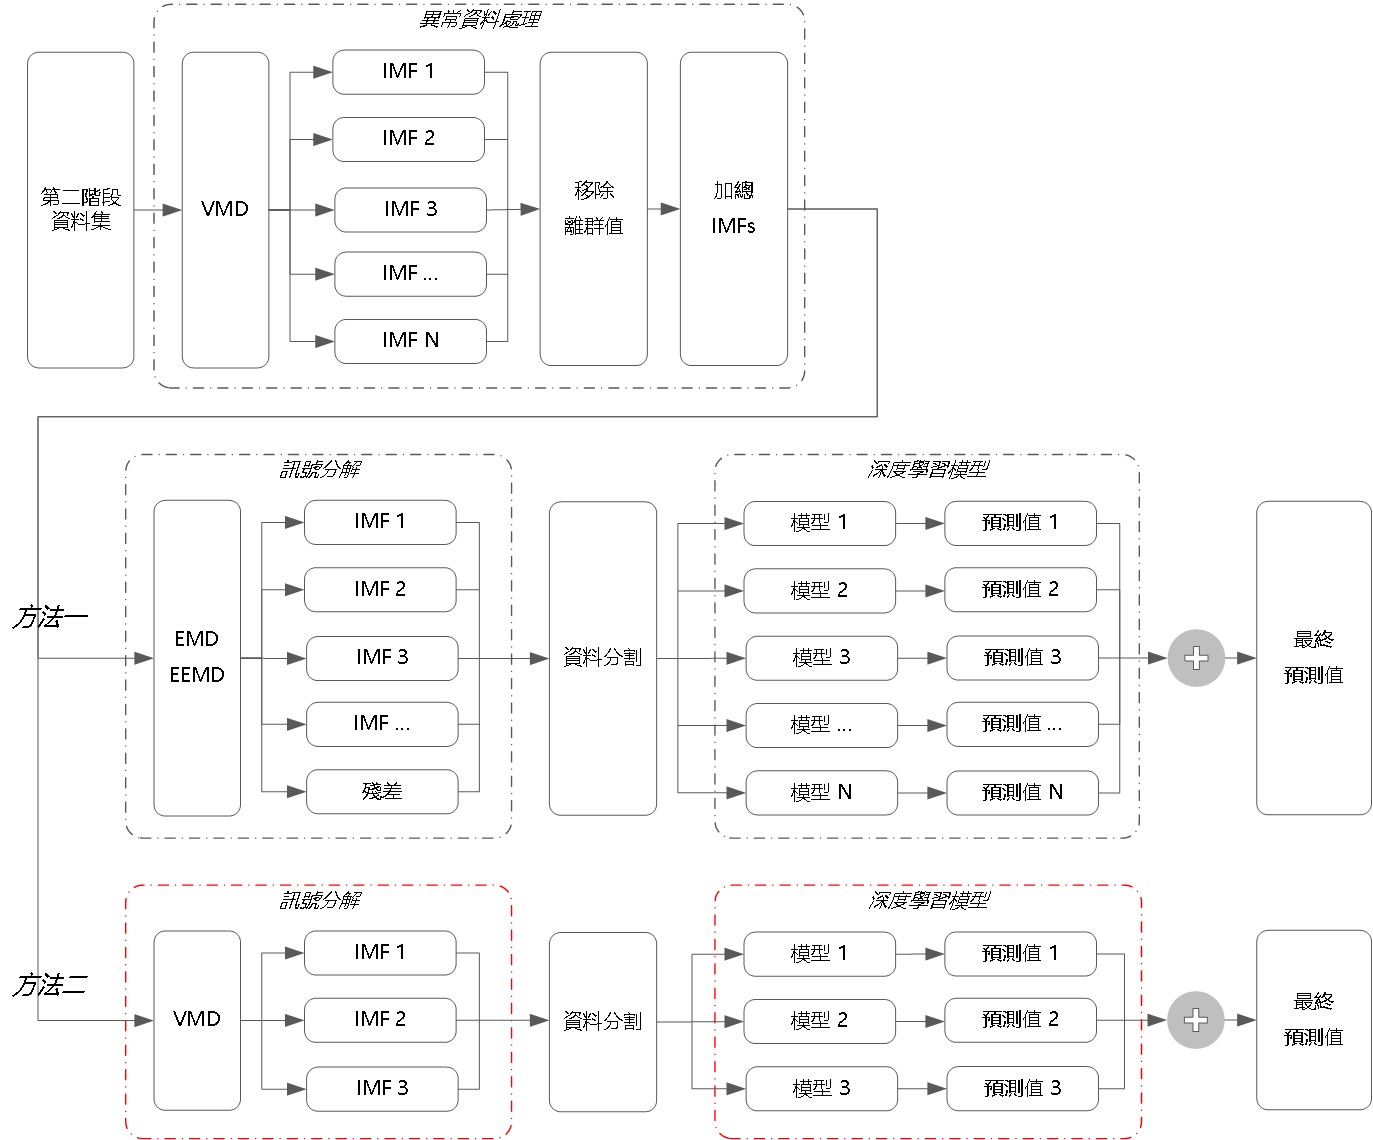 異常資料處理
第二階段
資料集
VMD
IMF 1
IMF 2
IMF 3
IMF ...
IMF N
移除
離群值
加總
IMFs
方法一
訊號分解
EMD
EEMD
IMF 1
IMF 2
IMF 3
IMF ...
殘差
資料分割
深度學習模型
模型 1
預測值 1
模型 2
預測值 2
模型 3
預測值 3
模型 ...
預測值 ...
模型 N
預測值 N
最終
預測值
方法二
訊號分解
VMD
IMF 1
IMF 2
IMF 3
資料分割
深度學習模型
模型 1
預測值 1
模型 2
預測值 2
模型 3
預測值 3
最終
預測值